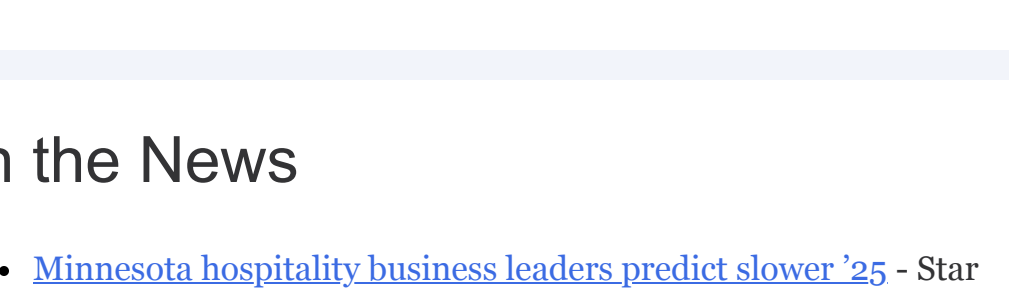 the News
• Minnesota hospitality business leaders predict slower ’25 - Star